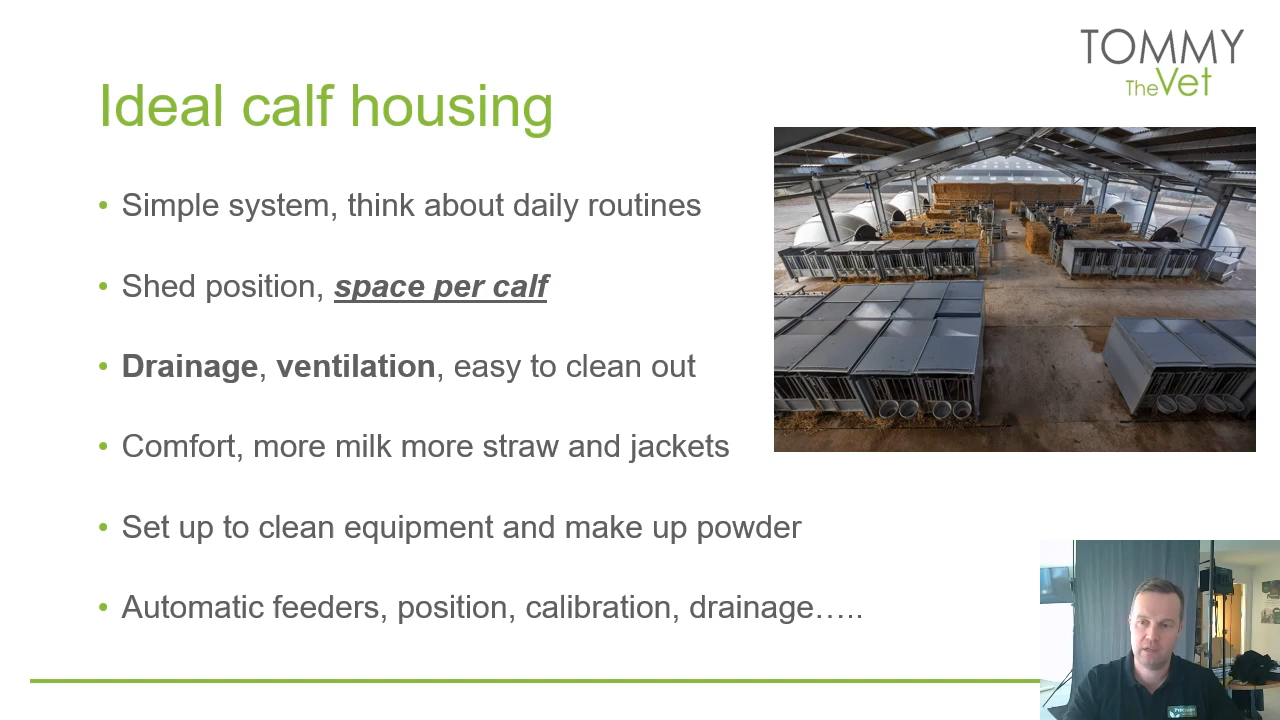 TOMMY
TheVet
Ideal calf housing
• Simple system, think about daily routines
• Shed position, space per calf
• Drainage, ventilation, easy to clean out
• Comfort, more milk more straw and jackets
• Set up to clean equipment and make up powder
• Automatic feeders, position, calibration, drainage…..